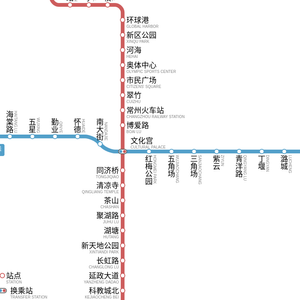 环球港
GLOBAL HARBOR
新区公园
XINQU PARK
河海
HEHAI
奥体中心
OLYMPIC SPORTS CENTER
市民广场
CITIZENS' SQUARE
翠竹
CUIZHU
常州火车站
CHANGZHOU RAILWAY STATION
博爱路
BOAI LU
文化宫
CULTURAL PALACE
海棠路
五星
勤业
怀德
南大街
红梅公园
五角场
三角场
紫云
青洋路
丁堰
潞城
同济桥
TONGJIQIAO
清凉寺
QINGLIANG TEMPLE
茶山
CHASHAN
聚湖路
JUHU LU
湖塘
HUTANG
新天地公园
XINTIANDI PARK
长虹路
CHANGHONG LU
延政大道
YANZHENG DADAO
科教城北
KEJIAOCHENG BEI
站点
STATION
换乘站
TRANSFER STATION